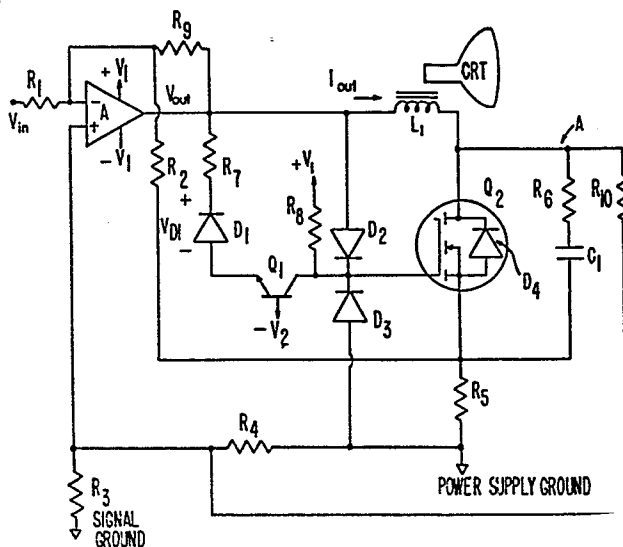 R9
R1
+V1
Vout
Iout
CRT
Vin
-
A
+
-V1
L1
A
R2
R7
+V1
Q2
R6
R10
+
VD1
-
D1
R8
D2
Q1
D4
C1
-V2
D3
R5
R4
R3
SIGNAL
GROUND
POWER SUPPLY GROUND